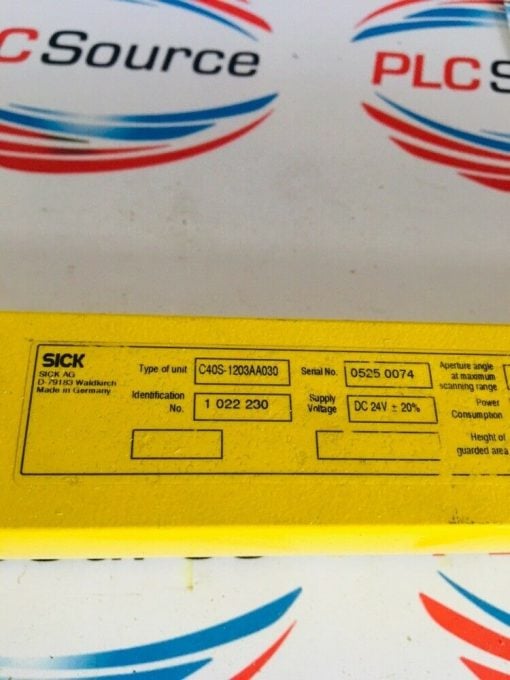 CSource
PLCS
SICK
SICK AG
D-79183 Waldkirch
Made in Germany
Type of unit
C40S-1203AA030
Serial No.
0525 0074
Aperture angle
at maximum
scanning range
Identification
No.
1 022 230
Supply
Voltage
DC 24V ± 20%
Power
Consumption
Height of
guarded area